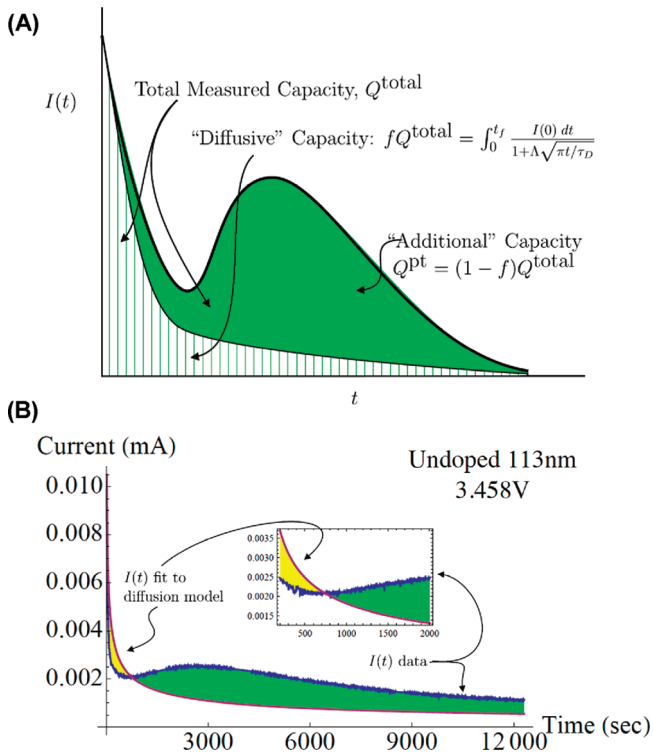 (A)
I(t)
Total Measured Capacity, Q^total
“Diffusive” Capacity: fQ^total = ∫_0^{t_f} I(0) dt / (1+Λ√(πt/τ_D))
“Additional” Capacity
Q^pt = (1 − f)Q^total
t
(B)
Current (mA)
Undoped 113nm
3.458V
0.010
0.008
0.006
0.004
0.002
I(t) fit to
diffusion model
0.0035
0.0030
0.0025
0.0020
0.0015
500 1000 1500 2000
I(t) data
3000 6000 9000 12000
Time (sec)